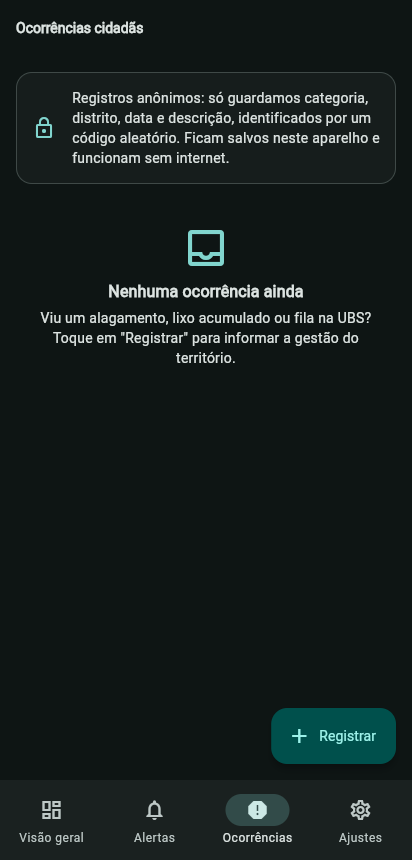 Ocorrências cidadãs
Registros anônimos: só guardamos categoria,
distrito, data e descrição, identificados por um
código aleatório. Ficam salvos neste aparelho e
funcionam sem internet.
Nenhuma ocorrência ainda
Viu um alagamento, lixo acumulado ou fila na UBS?
Toque em "Registrar" para informar a gestão do
território.
Registrar
Visão geral
Alertas
Ocorrências
Ajustes